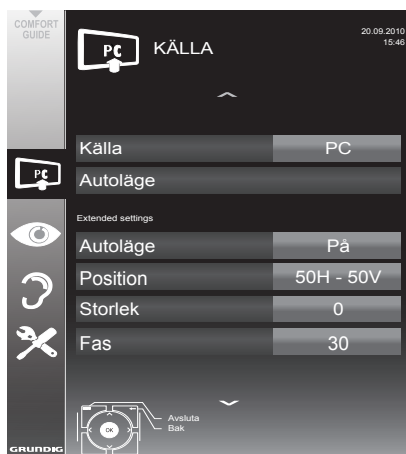 COMFORT
GUIDE
20.09.2010
15:46
PC
KÄLLA
Källa PC
PC
Autoläge
Extended settings
Autoläge På
Position 50H - 50V
Storlek 0
Fas 30
Avsluta
Bak
OK
GRUNDIG